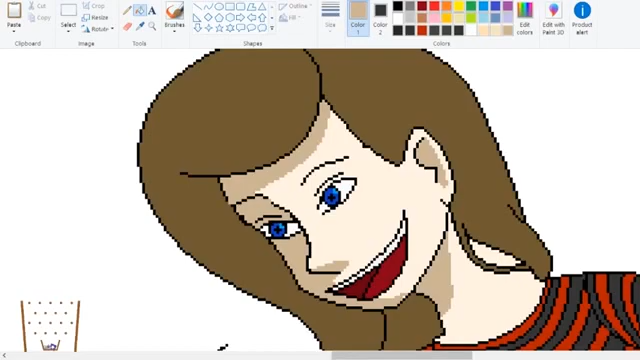 Paste
Cut
Copy
Select
Crop
Resize
Rotate
Brushes
Outline
Fill
Size
Color
1
Color
2
Edit
colors
Edit with
Paint 3D
Product
alert
Clipboard
Image
Tools
Shapes
Colors